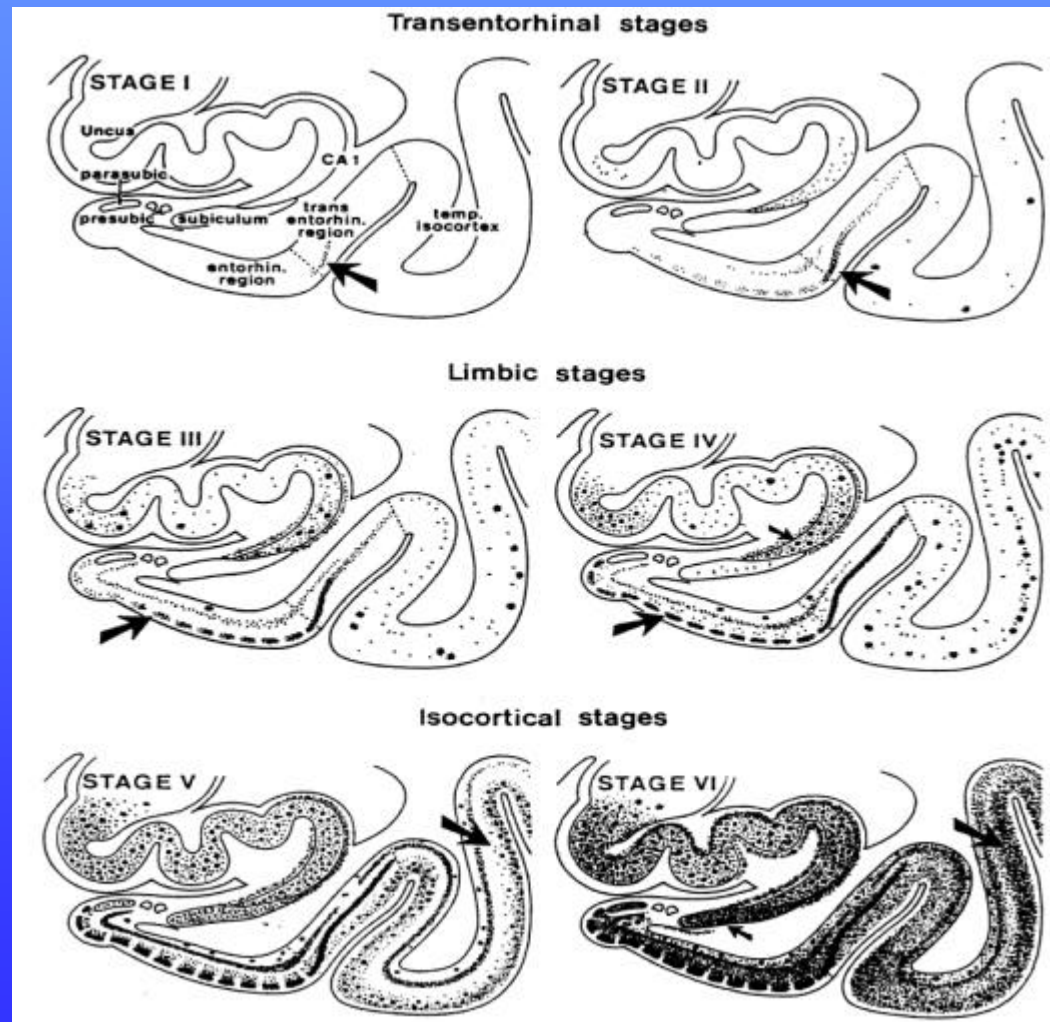 Transentorhinal stages
STAGE I
Uncus
CA 1
parasubic.
presubic.
subiculum
trans
entorhin.
region
temp.
isocortex
entorhin.
region
STAGE II
Limbic stages
STAGE III
STAGE IV
Isocortical stages
STAGE V
STAGE VI